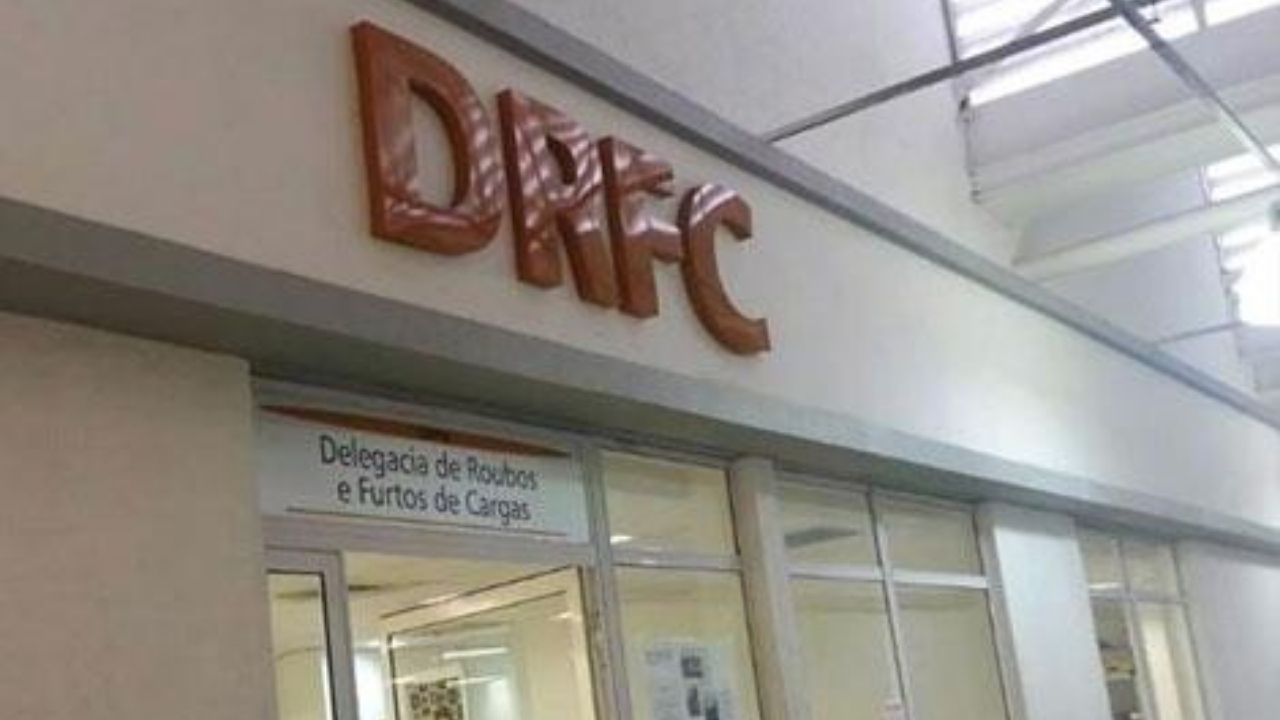 DRFC
Delegacia de Roubos
e Furtos de Cargas